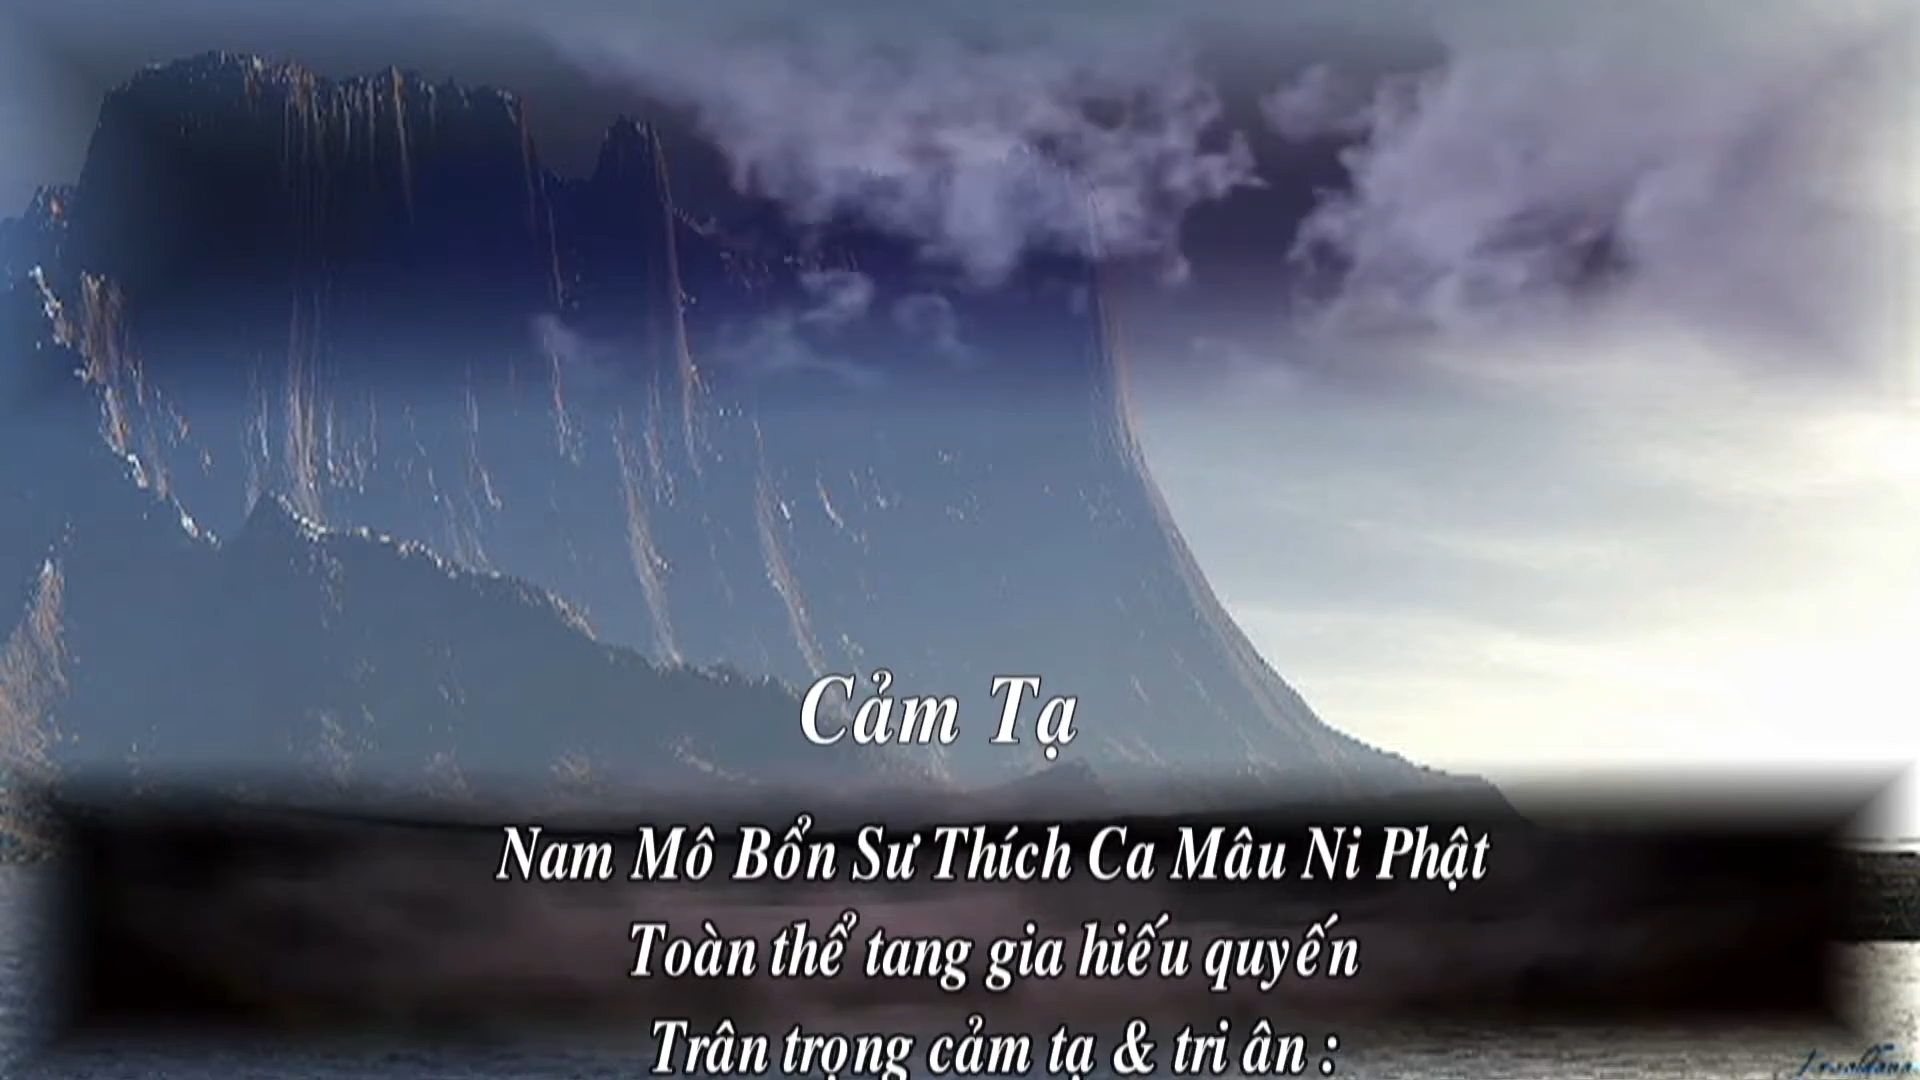 Cảm Tạ
Nam Mô Bổn Sư Thích Ca Mâu Ni Phật
Toàn thể tang gia hiếu quyến
Trân trọng cảm tạ & tri ân :